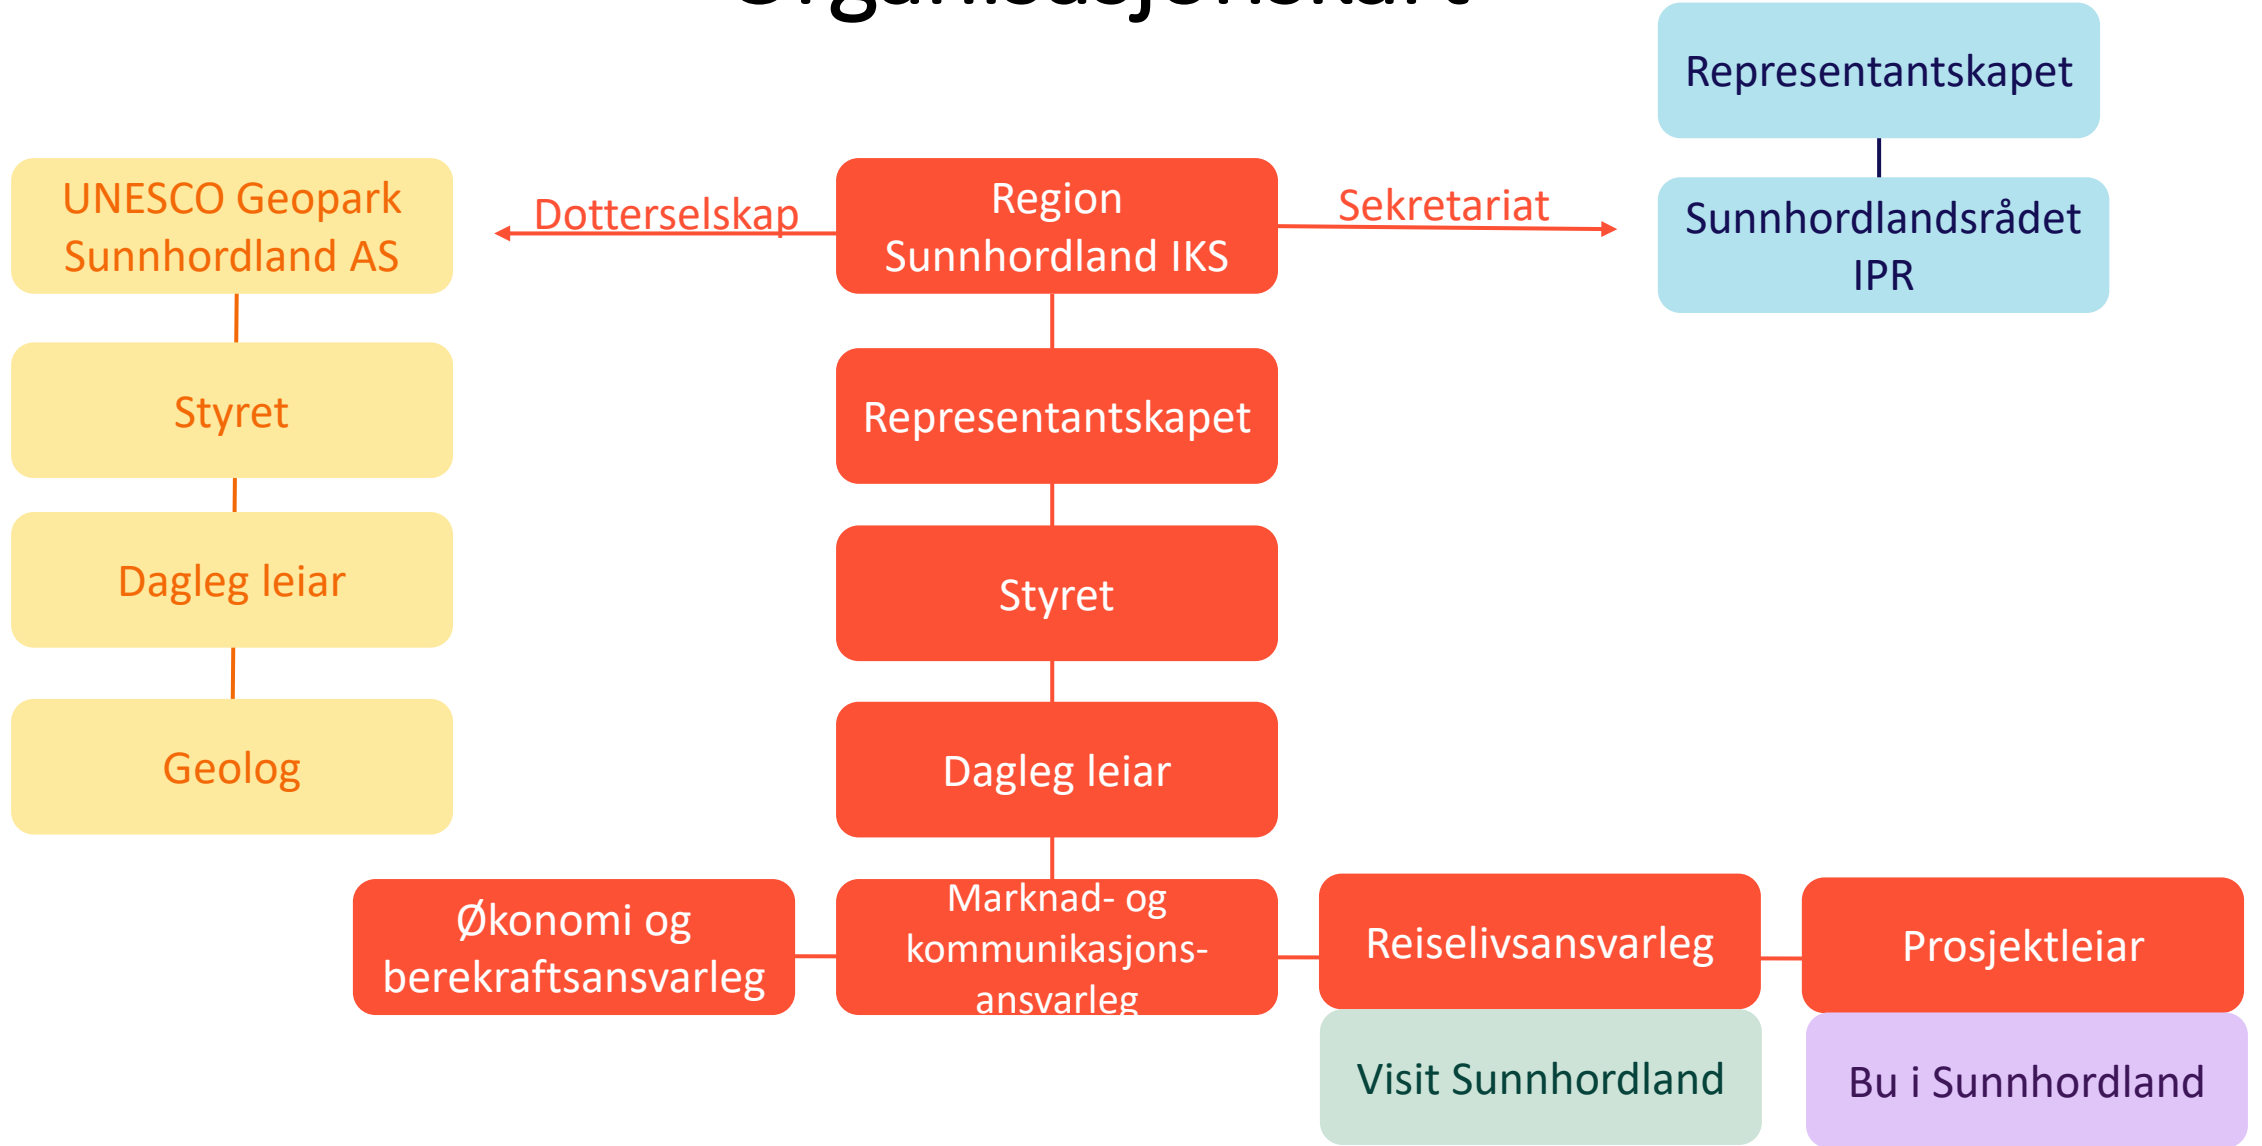 Organisasjonskart
Representantskapet
UNESCO Geopark
Sunnhordland AS
Dotterselskap
Region
Sunnhordland IKS
Sekretariat
Sunnhordlandsrådet
IPR
Styret
Representantskapet
Dagleg leiar
Styret
Geolog
Dagleg leiar
Økonomi og
berekraftsansvarleg
Marknad- og
kommunikasjons-
ansvarleg
Reiselivsansvarleg
Prosjektleiar
Visit Sunnhordland
Bu i Sunnhordland